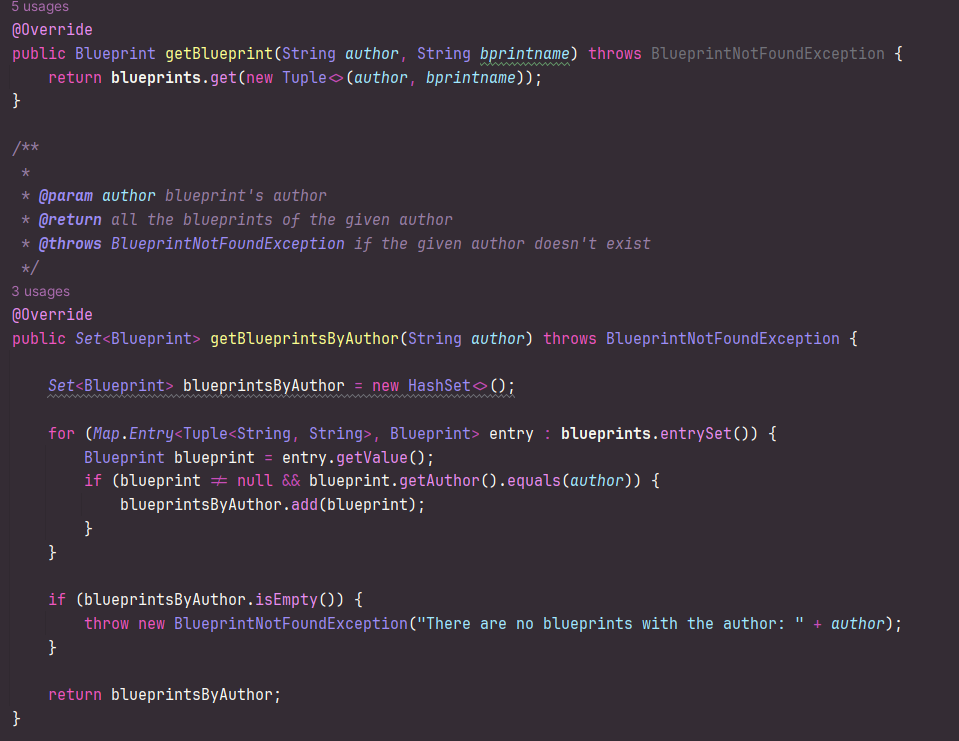 5 usages
@Override
public Blueprint getBlueprint(String author, String bprintname) throws BlueprintNotFoundException {
    return blueprints.get(new Tuple<>(author, bprintname));
}

/**
 *
 * @param author blueprint's author
 * @return all the blueprints of the given author
 * @throws BlueprintNotFoundException if the given author doesn't exist
 */
3 usages
@Override
public Set<Blueprint> getBlueprintsByAuthor(String author) throws BlueprintNotFoundException {

    Set<Blueprint> blueprintsByAuthor = new HashSet<>();

    for (Map.Entry<Tuple<String, String>, Blueprint> entry : blueprints.entrySet()) {
        Blueprint blueprint = entry.getValue();
        if (blueprint != null && blueprint.getAuthor().equals(author)) {
            blueprintsByAuthor.add(blueprint);
        }
    }

    if (blueprintsByAuthor.isEmpty()) {
        throw new BlueprintNotFoundException("There are no blueprints with the author: " + author);
    }

    return blueprintsByAuthor;
}